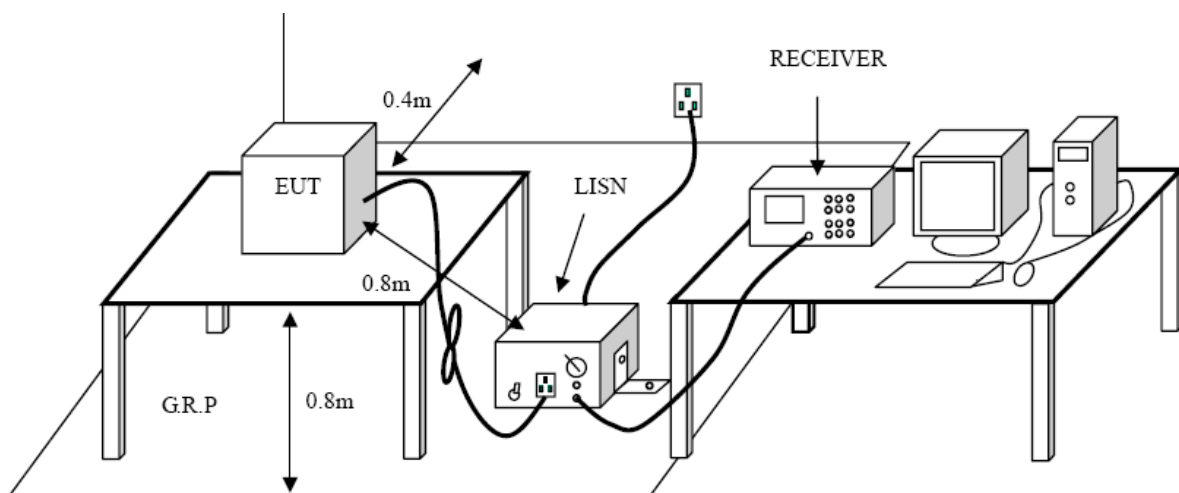 RECEIVER
0.4m
EUT
LISN
0.8m
G.R.P
0.8m